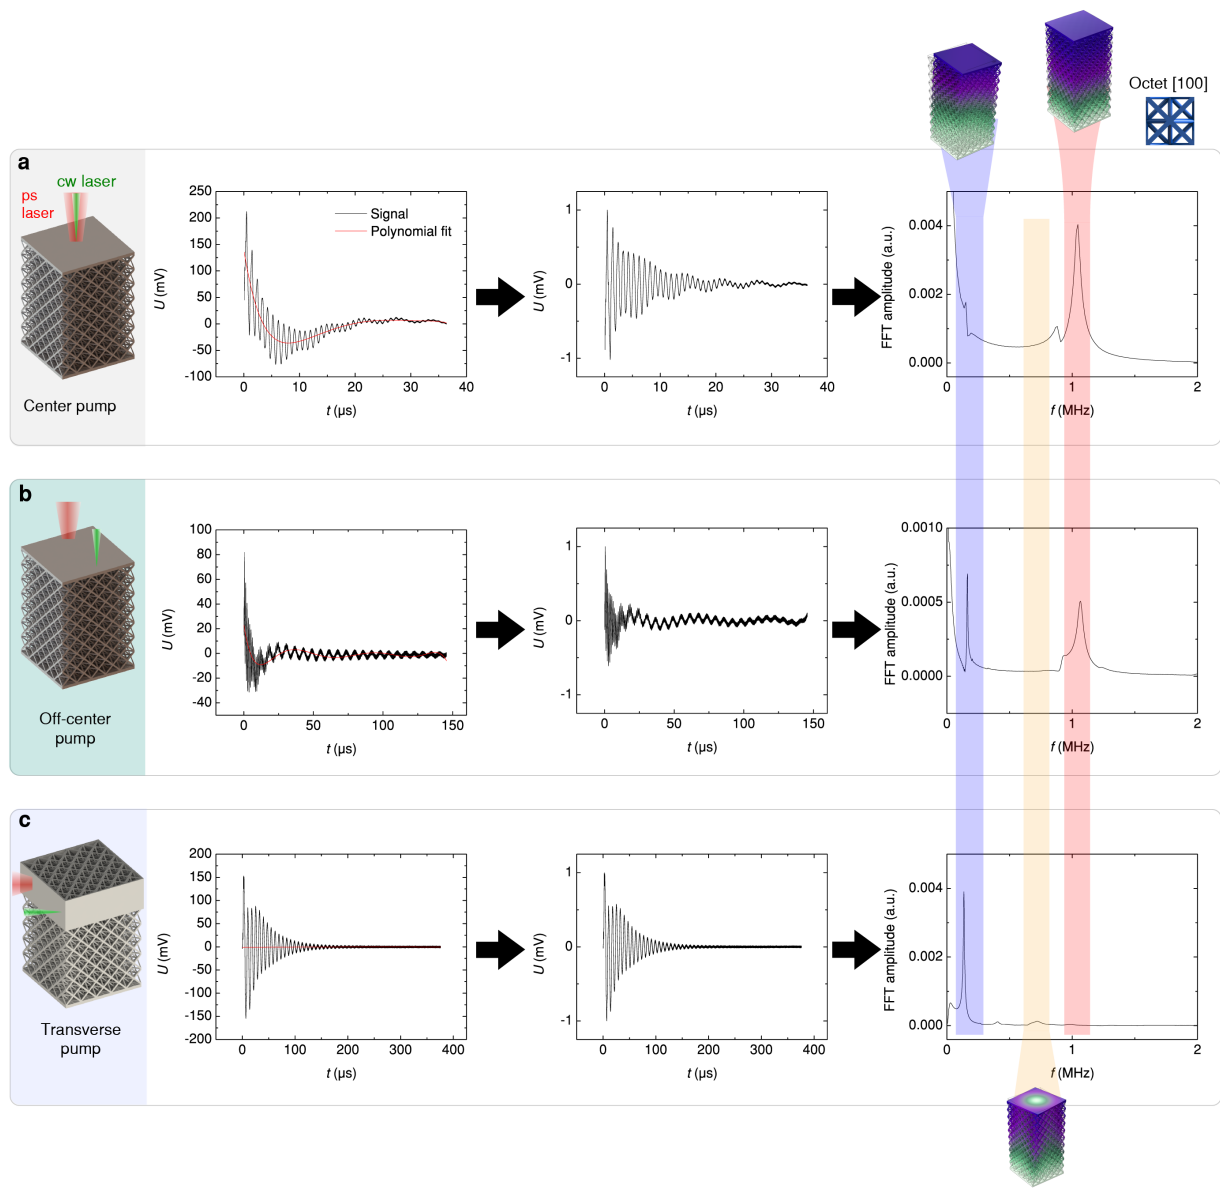 Octet [100]
a
cw laser
ps
laser
Center pump
250
200
150
100
50
0
-50
-100
U (mV)
0 10 20 30 40
t (μs)
Signal
Polynomial fit
1
0
-1
U (mV)
0 10 20 30 40
t (μs)
0.004
0.002
0.000
FFT amplitude (a.u.)
0 1 2
f (MHz)
b
Off-center
pump
100
80
60
40
20
0
-20
-40
U (mV)
0 50 100 150
t (μs)
1
0
-1
U (mV)
0 50 100 150
t (μs)
0.0010
0.0005
0.0000
FFT amplitude (a.u.)
0 1 2
f (MHz)
c
Transverse
pump
200
150
100
50
0
-50
-100
-150
-200
U (mV)
0 100 200 300 400
t (μs)
1
0
-1
U (mV)
0 100 200 300 400
t (μs)
0.004
0.002
0.000
FFT amplitude (a.u.)
0 1 2
f (MHz)